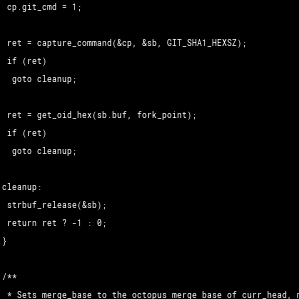 cp.git_cmd = 1;
ret = capture_command(&cp, &sb, GIT_SHA1_HEXSZ);
if (ret)
goto cleanup;
ret = get_oid_hex(sb.buf, fork_point);
if (ret)
goto cleanup;
cleanup:
strbuf_release(&sb);
return ret ? -1 : 0;
}
/**
* Sets merge_base to the octopus merge base of curr_head,